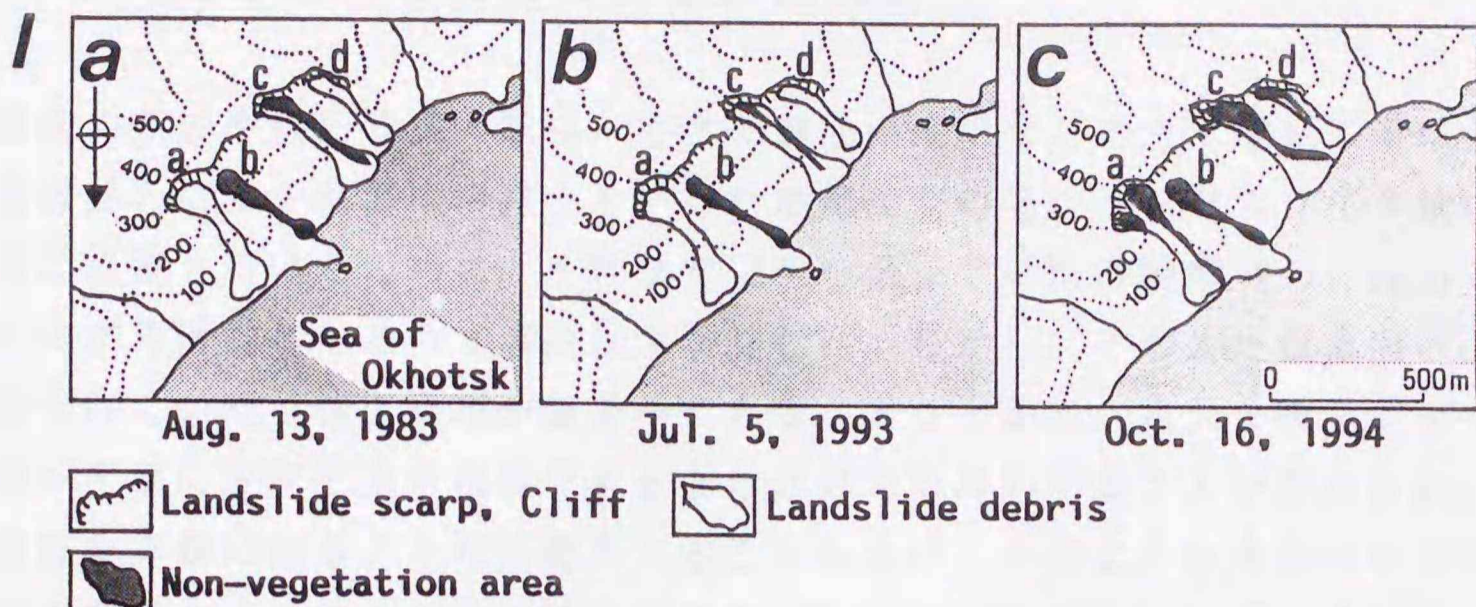 I
a
c d
500
a b
400
300
200
100
Sea of
Okhotsk
Aug. 13, 1983
b
c d
500
a b
400
300
200
100
Jul. 5, 1993
c
c d
500
a b
400
300
200
100
0 500m
Oct. 16, 1994
Landslide scarp, Cliff
Landslide debris
Non-vegetation area